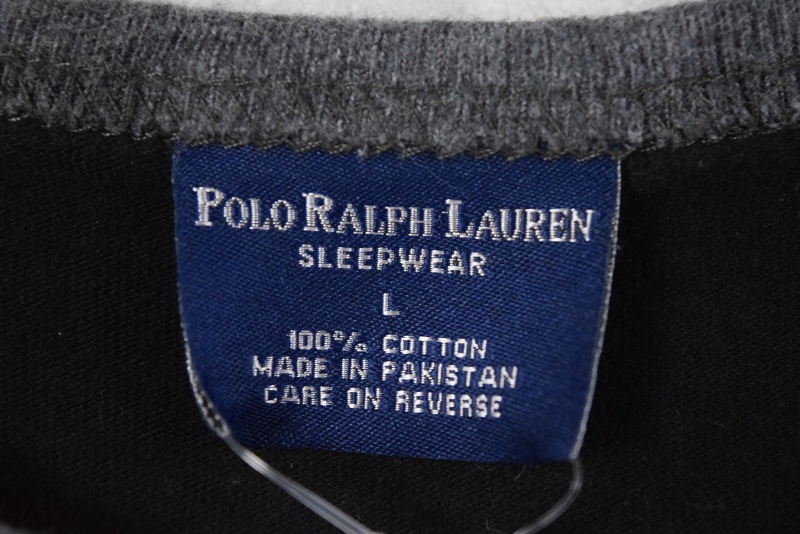 POLO RALPH LAUREN
SLEEPWEAR
L
100% COTTON
MADE IN PAKISTAN
CARE ON REVERSE